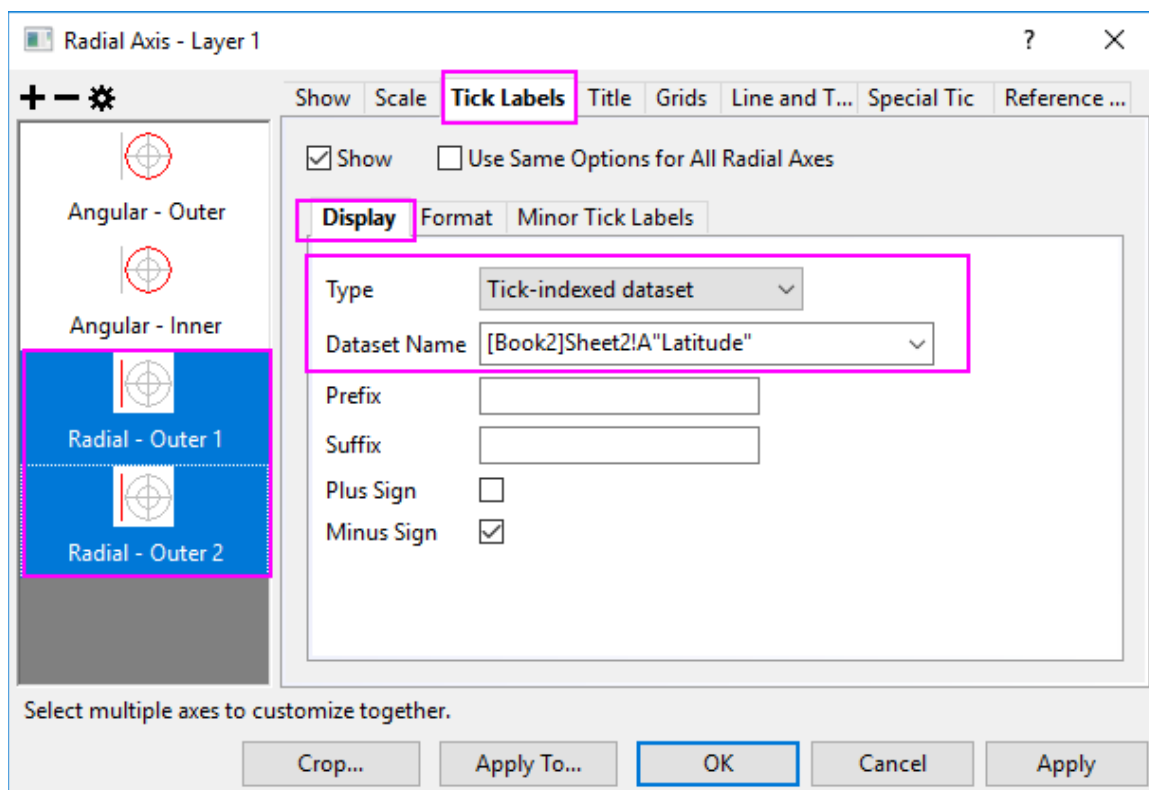 Radial Axis - Layer 1
Show Scale Tick Labels Title Grids Line and T... Special Tic Reference ...
Show Use Same Options for All Radial Axes
Angular - Outer
Display Format Minor Tick Labels
Type Tick-indexed dataset
Angular - Inner
Dataset Name [Book2]Sheet2!A"Latitude"
Prefix
Radial - Outer 1
Suffix
Plus Sign
Minus Sign
Radial - Outer 2
Select multiple axes to customize together.
Crop... Apply To... OK Cancel Apply